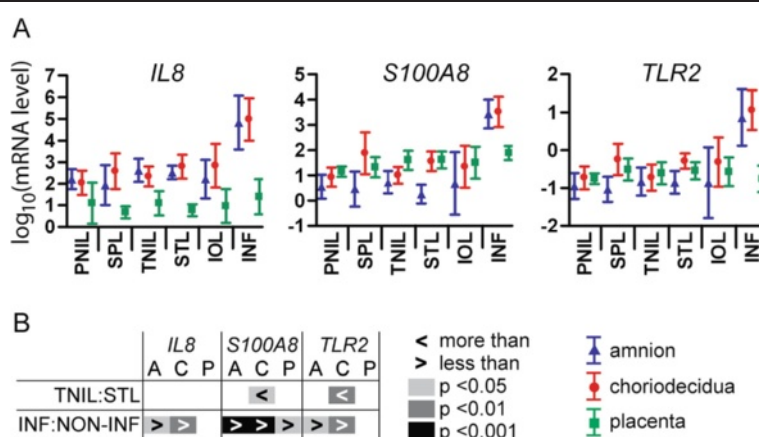 A
IL8 S100A8 TLR2
log10(mRNA level)
7 6 5 4 3 2 1 0
PNIL SPL TNIL STL IOL INF
5 4 3 2 1 0 -1
PNIL SPL TNIL STL IOL INF
2 1 0 -1 -2
PNIL SPL TNIL STL IOL INF
B
IL8 S100A8 TLR2
A C P A C P A C P
TNIL:STL < <
INF:NON-INF > > > > > > >
< more than
> less than
p <0.05
p <0.01
p <0.001
amnion
choriodecidua
placenta